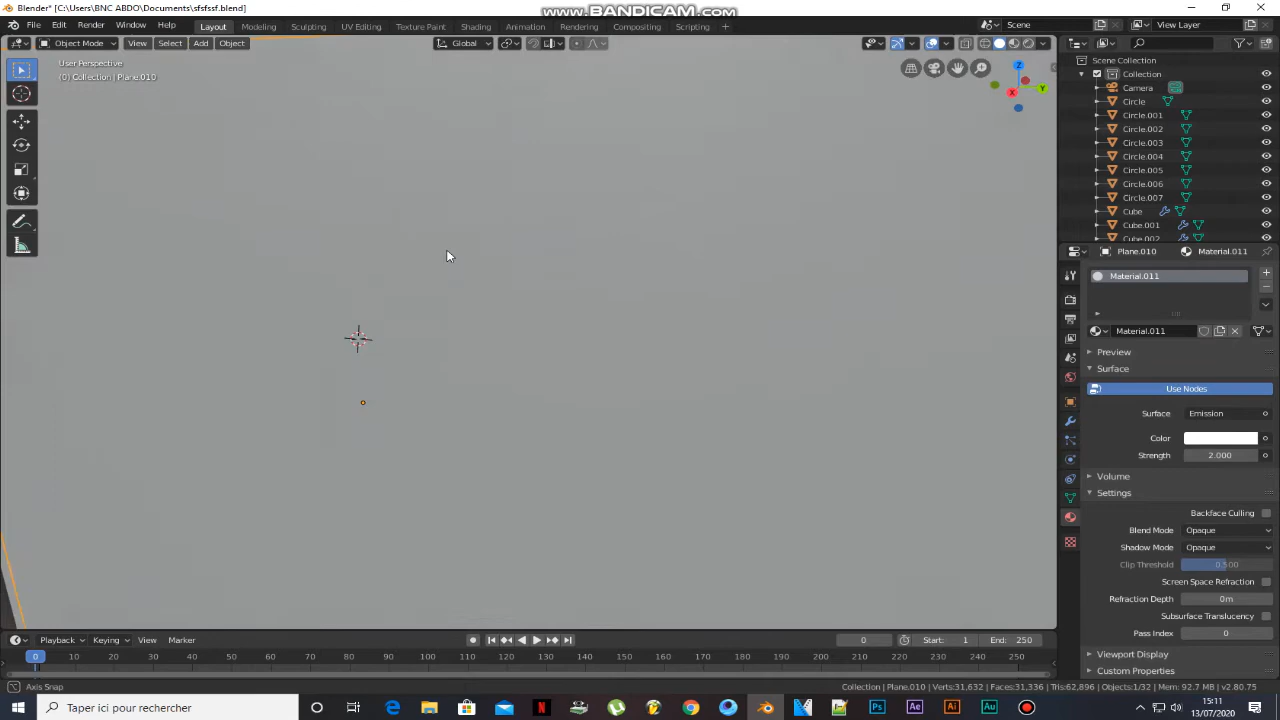 Blender* [C:\Users\BNC ABDO\Documents\sfsfssf.blend]
www.BANDICAM.com
File Edit Render Window Help Layout Modeling Sculpting UV Editing Texture Paint Shading Animation Rendering Compositing Scripting + Scene View Layer
Object Mode View Select Add Object Global
User Perspective
(0) Collection | Plane.010
Z
Y
X
Scene Collection
Collection
Camera
Circle
Circle.001
Circle.002
Circle.003
Circle.004
Circle.005
Circle.006
Circle.007
Cube
Cube.001
Cube.002
Plane.010 Material.011
Material.011
Material.011
Preview
Surface
Use Nodes
Surface Emission
Color
Strength 2.000
Volume
Settings
Backface Culling
Blend Mode Opaque
Shadow Mode Opaque
Clip Threshold 0.500
Screen Space Refraction
Refraction Depth 0m
Subsurface Translucency
Pass Index 0
Viewport Display
Custom Properties
Playback Keying View Marker 0 Start: 1 End: 250
0 10 20 30 40 50 60 70 80 90 100 110 120 130 140 150 160 170 180 190 200 210 220 230 240 250
Axis Snap
Collection | Plane.010 | Verts:31,632 | Faces:31,336 | Tris:62,896 | Objects:1/32 | Mem: 92.7 MB | v2.80.75
Taper ici pour rechercher
15:11
13/07/2020